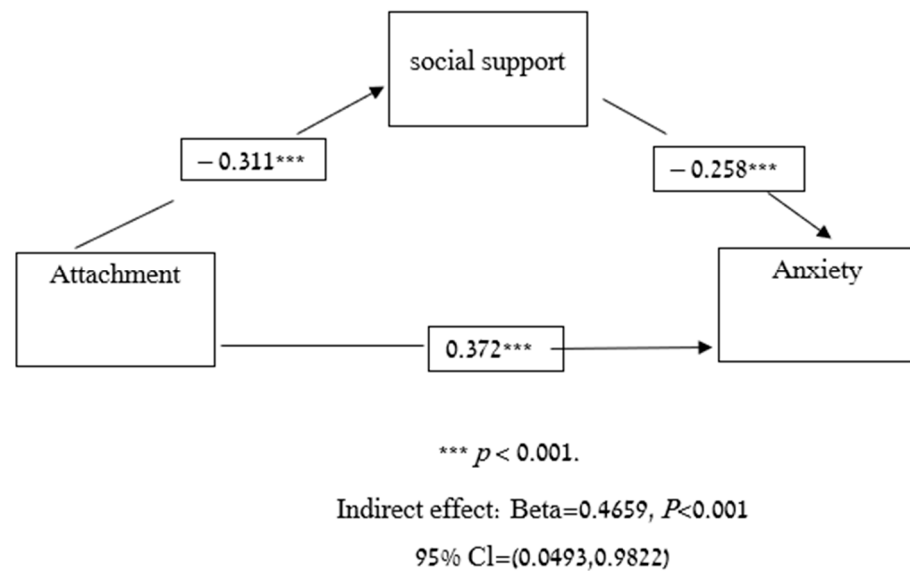 social support
– 0.311***
– 0.258***
Attachment
Anxiety
0.372***
*** p < 0.001.
Indirect effect: Beta=0.4659, P<0.001
95% Cl=(0.0493,0.9822)